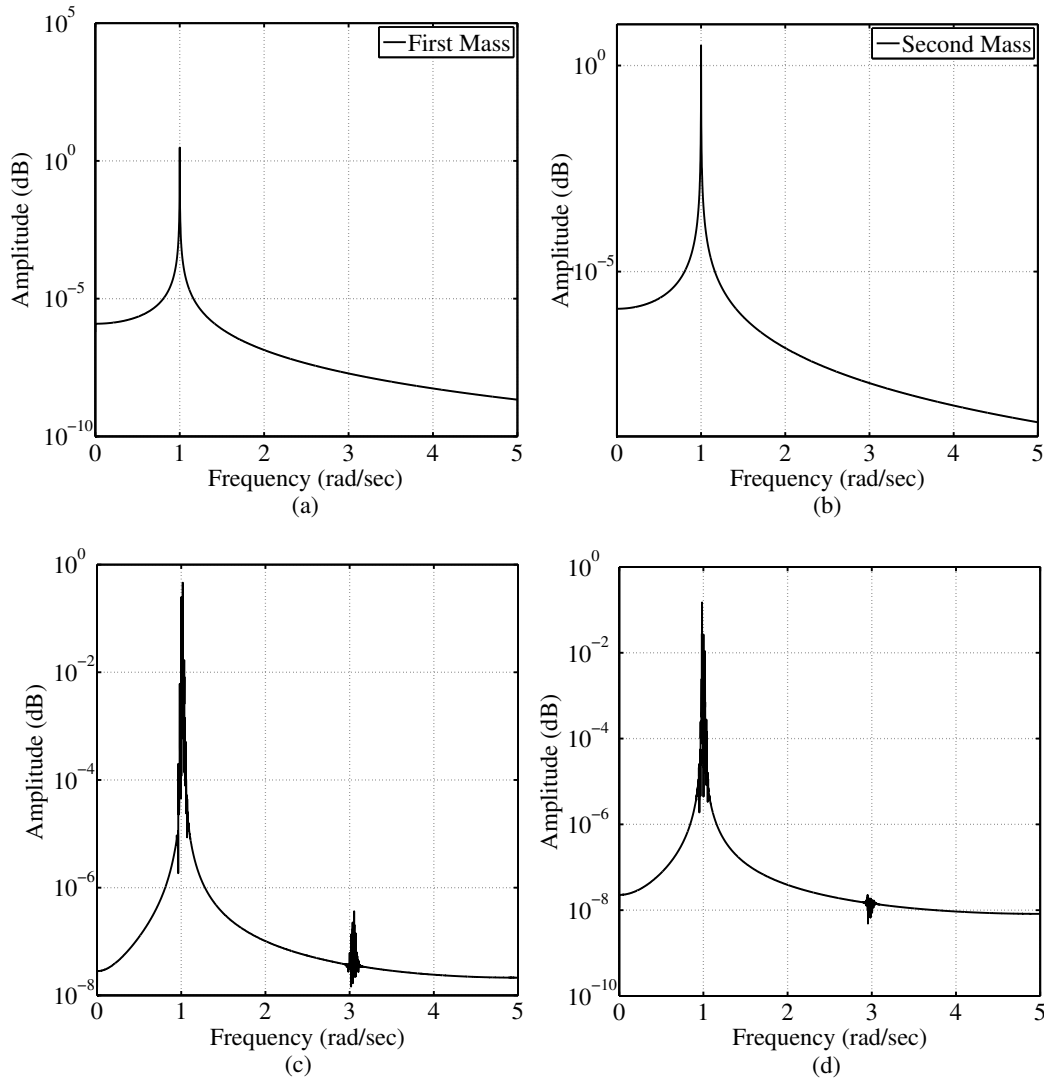 10^5
10^0
10^-5
10^-10
Amplitude (dB)
First Mass
0 1 2 3 4 5
Frequency (rad/sec)
(a)
10^0
10^-5
Amplitude (dB)
Second Mass
0 1 2 3 4 5
Frequency (rad/sec)
(b)
10^0
10^-2
10^-4
10^-6
10^-8
Amplitude (dB)
0 1 2 3 4 5
Frequency (rad/sec)
(c)
10^0
10^-2
10^-4
10^-6
10^-8
10^-10
Amplitude (dB)
0 1 2 3 4 5
Frequency (rad/sec)
(d)